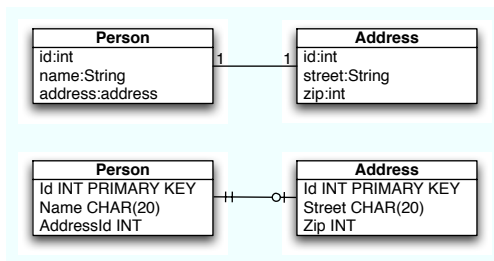 Person
id:int
name:String
address:address
1 1
Address
id:int
street:String
zip:int
Person
Id INT PRIMARY KEY
Name CHAR(20)
AddressId INT
Address
Id INT PRIMARY KEY
Street CHAR(20)
Zip INT